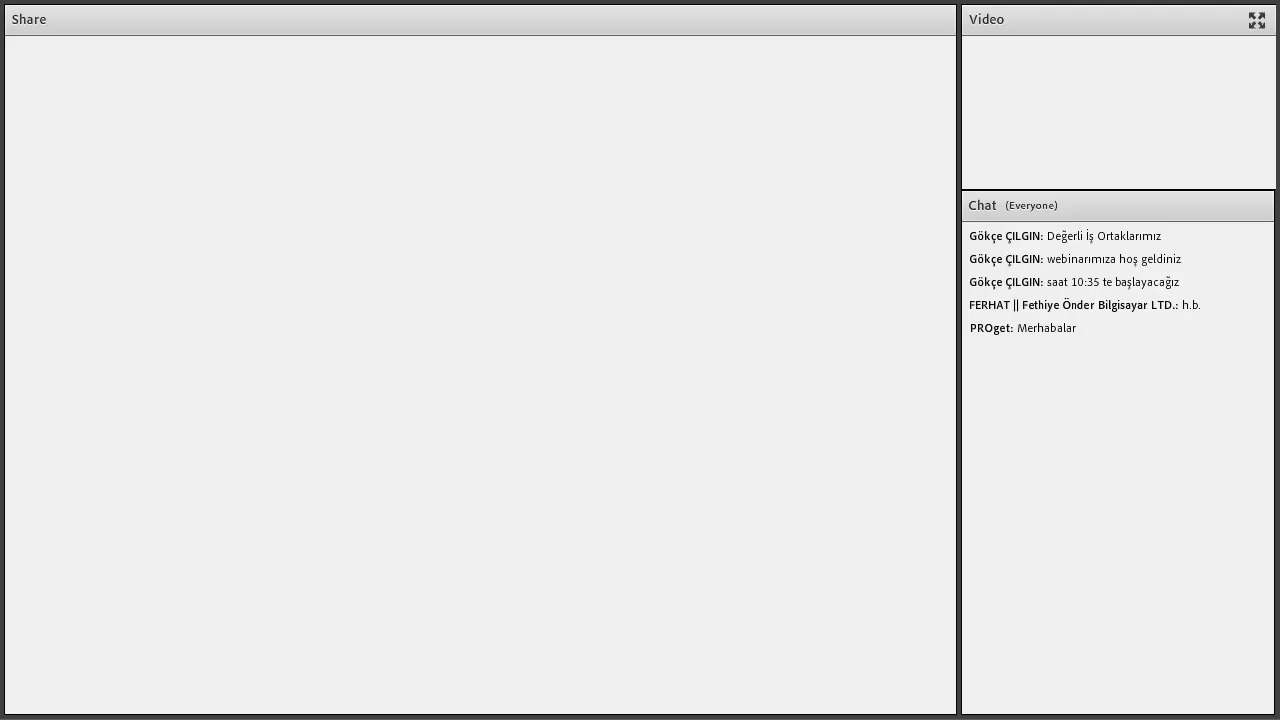 Share
Video
Chat (Everyone)
Gökçe ÇILGIN: Değerli İş Ortaklarımız
Gökçe ÇILGIN: webinarımıza hoş geldiniz
Gökçe ÇILGIN: saat 10:35 te başlayacağız
FERHAT || Fethiye Önder Bilgisayar LTD.: h.b.
PROget: Merhabalar